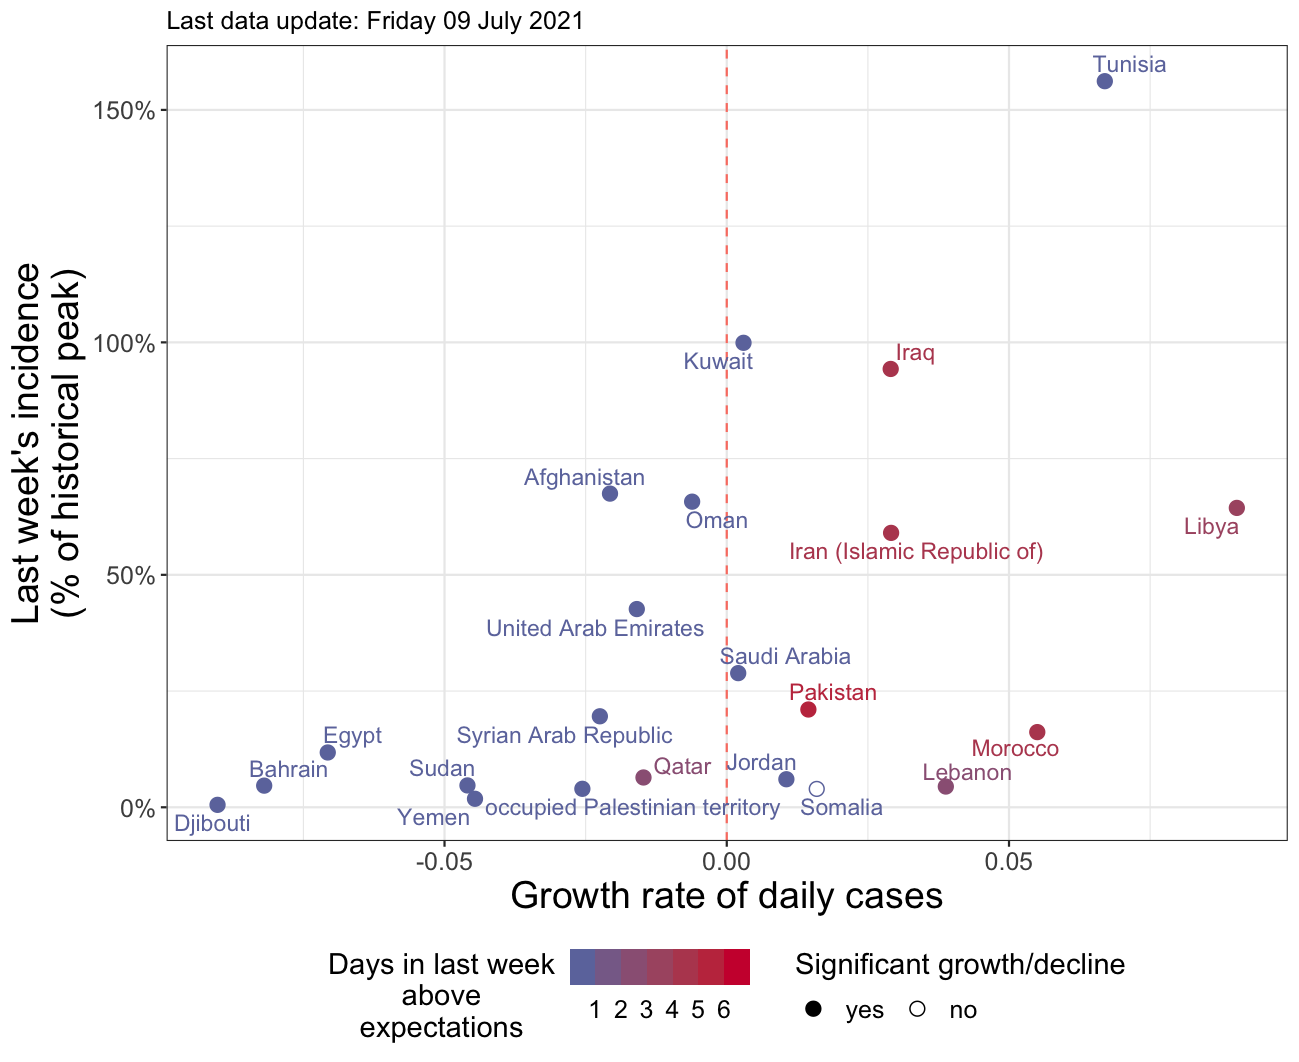 Last data update: Friday 09 July 2021
Tunisia
150%
100%
Kuwait
Iraq
Afghanistan
Oman
Libya
Iran (Islamic Republic of)
50%
United Arab Emirates
Saudi Arabia
Pakistan
Syrian Arab Republic
Egypt
Morocco
Bahrain
Sudan
Qatar
Jordan
Lebanon
0%
Djibouti
Yemen
occupied Palestinian territory
Somalia
Last week's incidence
(% of historical peak)
-0.05 0.00 0.05
Growth rate of daily cases
Days in last week
above
expectations
1 2 3 4 5 6
Significant growth/decline
yes no